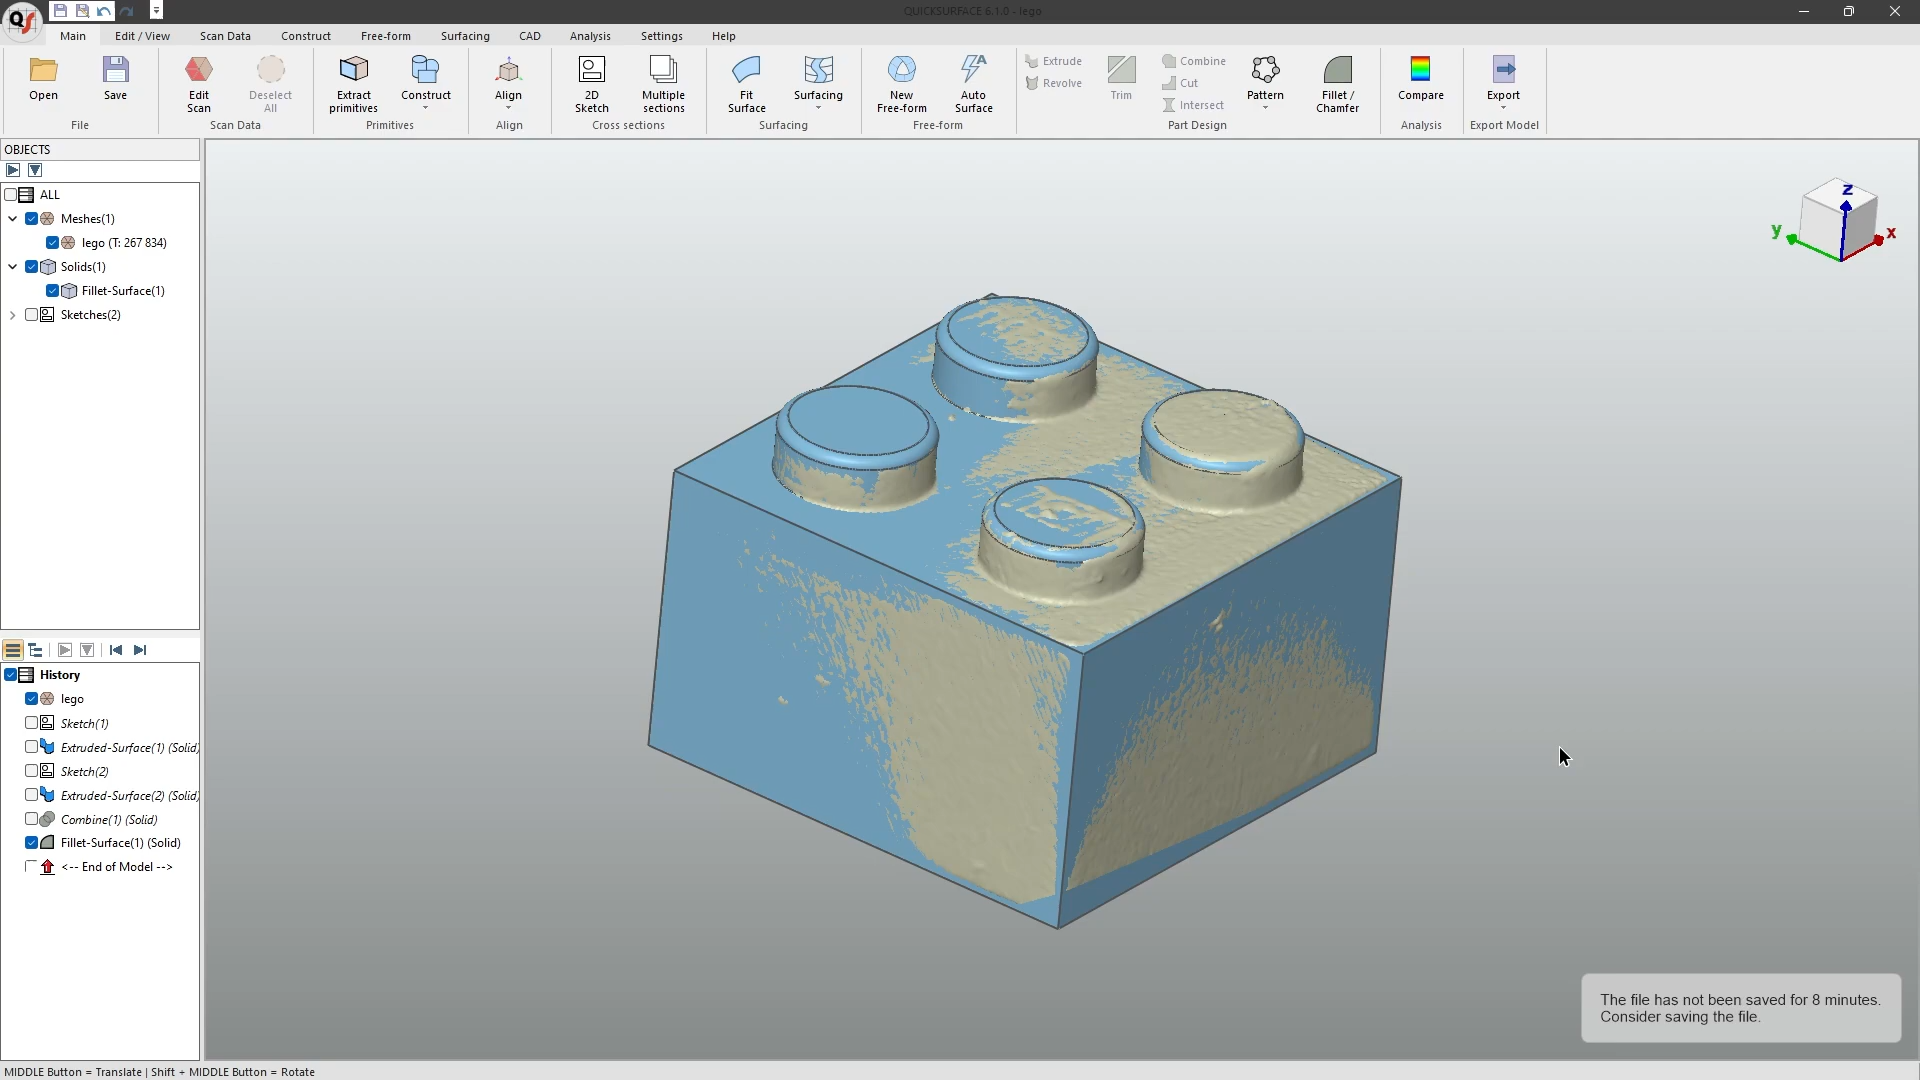 QS
QUICKSURFACE 6.1.0 - lego
Main Edit / View Scan Data Construct Free-form Surfacing CAD Analysis Settings Help
Open
Save
File
Edit
Scan
Deselect
All
Scan Data
Extract
primitives
Construct
Primitives
Align
Align
2D
Sketch
Multiple
sections
Cross sections
Fit
Surface
Surfacing
Surfacing
New
Free-form
Auto
Surface
Free-form
Extrude
Revolve
Trim
Combine
Cut
Intersect
Pattern
Fillet /
Chamfer
Part Design
Compare
Analysis
Export
Export Model
OBJECTS
ALL
Meshes(1)
lego (T: 267 834)
Solids(1)
Fillet-Surface(1)
Sketches(2)
History
lego
Sketch(1)
Extruded-Surface(1) (Solid)
Sketch(2)
Extruded-Surface(2) (Solid)
Combine(1) (Solid)
Fillet-Surface(1) (Solid)
<-- End of Model -->
z
y
x
The file has not been saved for 8 minutes.
Consider saving the file.
MIDDLE Button = Translate | Shift + MIDDLE Button = Rotate